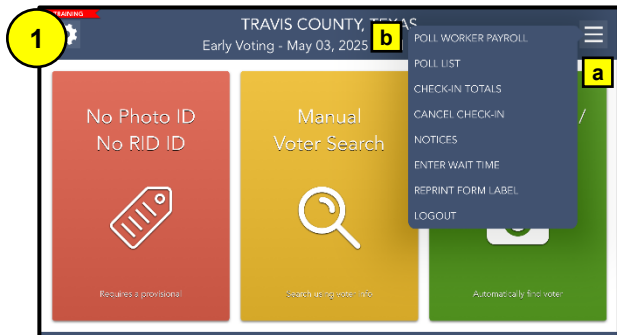 1
TRAINING
TRAVIS COUNTY, TEXAS
Early Voting - May 03, 2025
b
a
POLL WORKER PAYROLL
POLL LIST
CHECK-IN TOTALS
CANCEL CHECK-IN
NOTICES
ENTER WAIT TIME
REPRINT FORM LABEL
LOGOUT
No Photo ID
No RID ID
Requires a provisional
Manual
Voter Search
Search using voter info
/
Automatically find voter